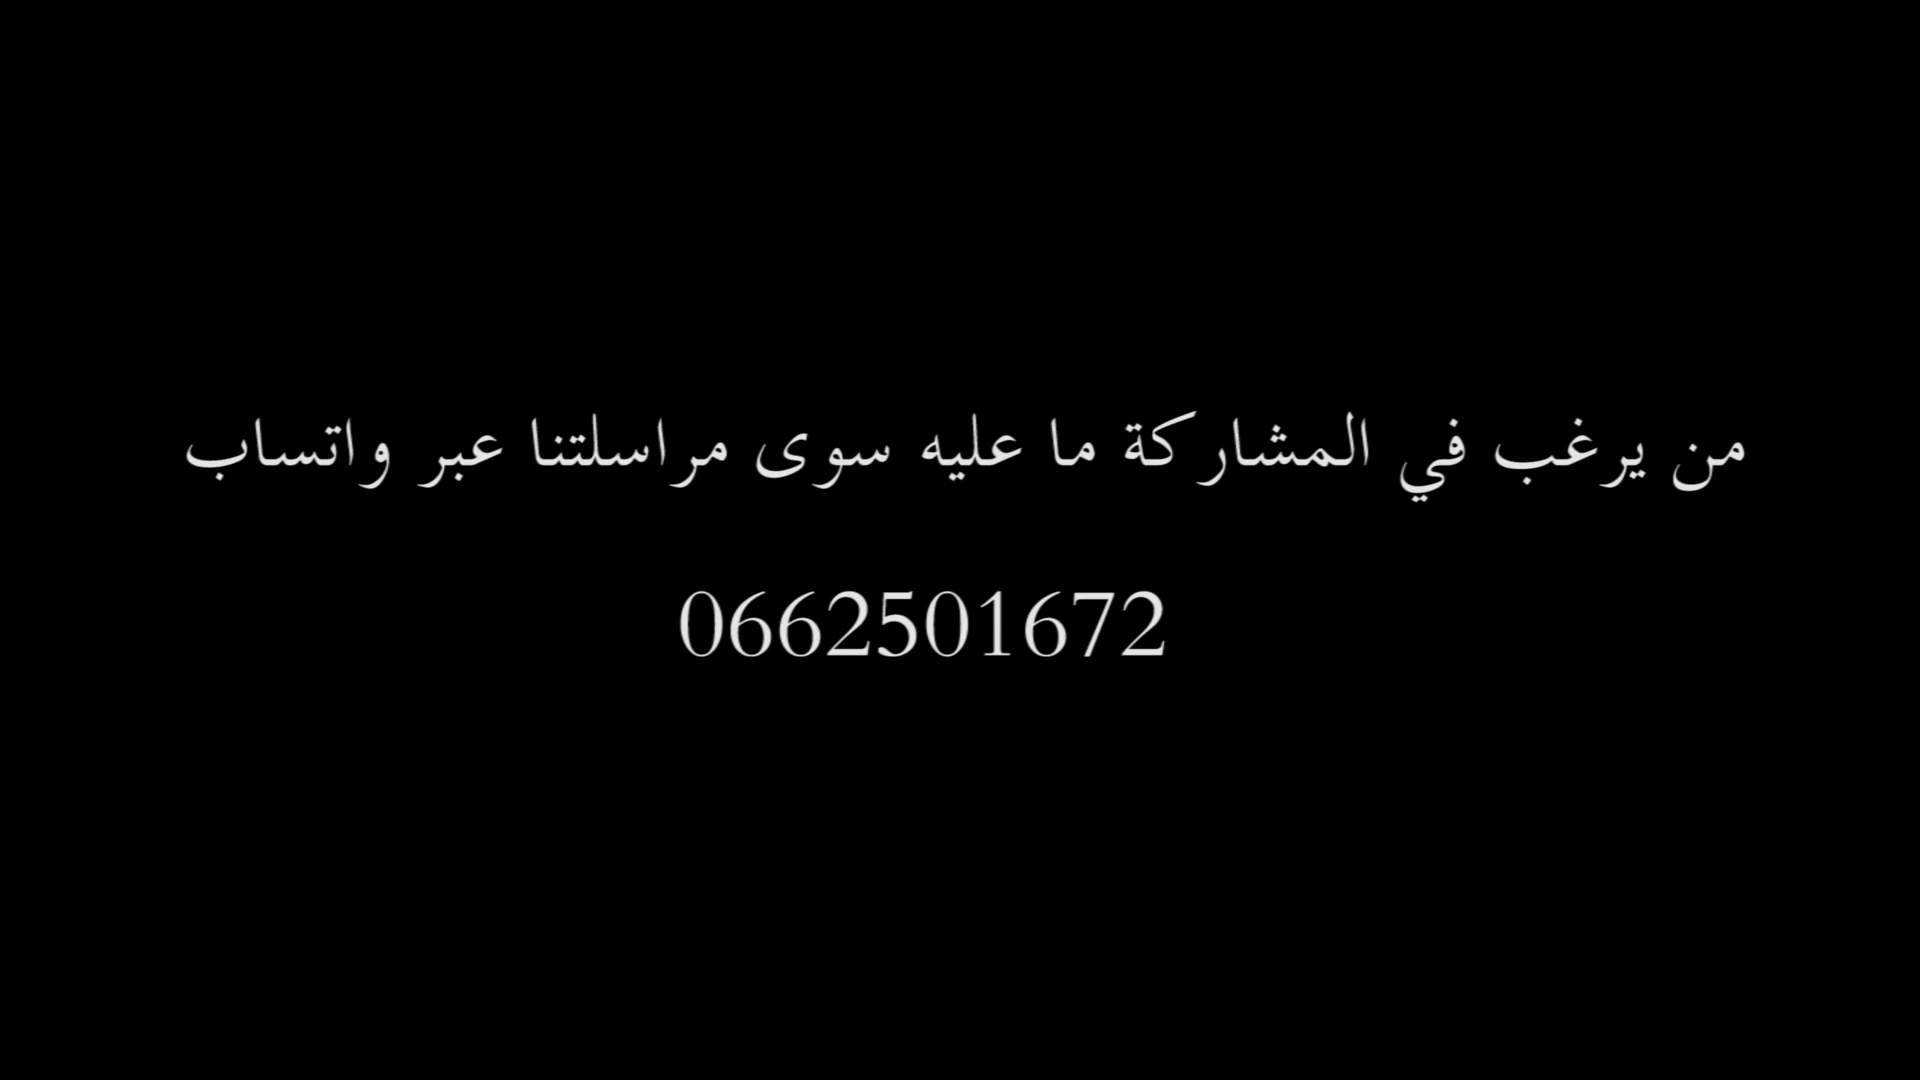 من يرغب في المشاركة ما عليه سوى مراسلتنا عبر واتساب
0662501672